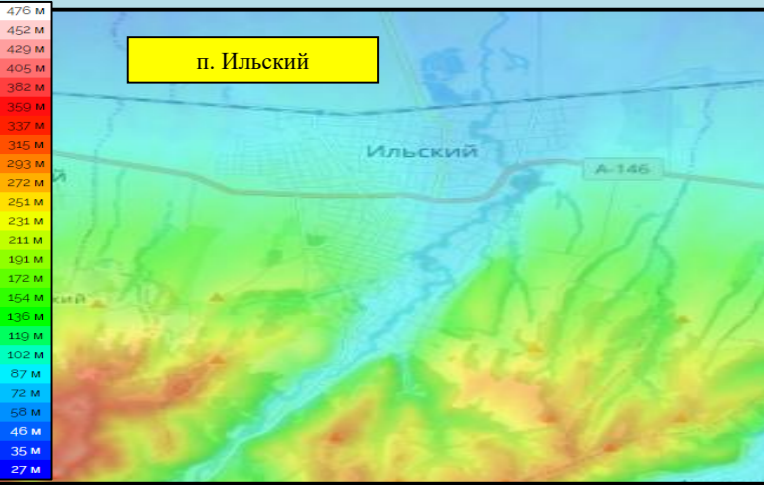 476 м
452 м
429 м
405 м
382 м
359 м
337 м
315 м
293 м
272 м
251 м
231 м
211 м
191 м
172 м
154 м
136 м
119 м
102 м
87 м
72 м
58 м
46 м
35 м
27 м
п. Ильский
Ильский
А-146
й
кий